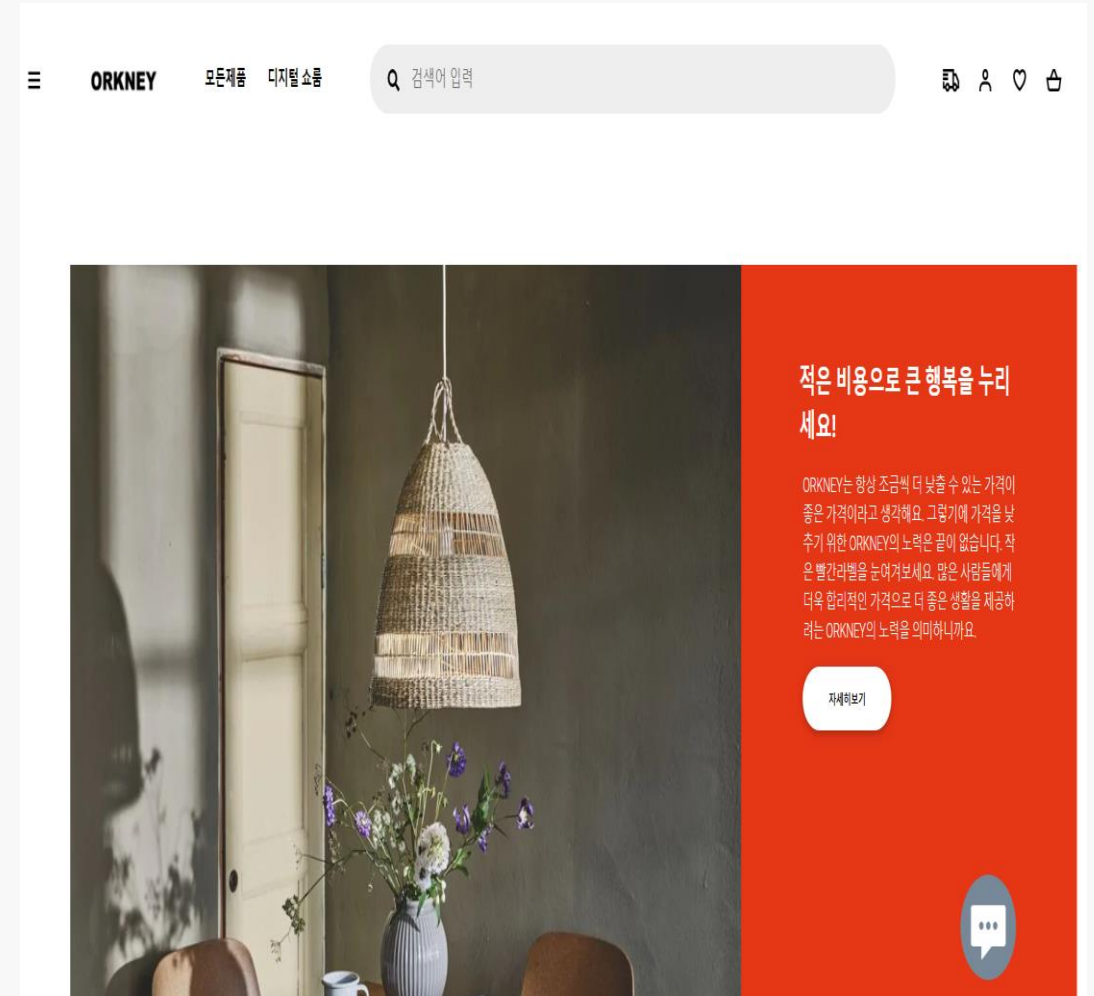 ORKNEY
모든제품
디지털 쇼룸
검색어 입력
적은 비용으로 큰 행복을 누리
세요!
ORKNEY는 항상 조금씩 더 낮출 수 있는 가격이
좋은 가격이라고 생각해요. 그렇기에 가격을 낮
추기 위한 ORKNEY의 노력은 끝이 없습니다. 작
은 빨간라벨을 눈여겨보세요. 많은 사람들에게
더욱 합리적인 가격으로 더 좋은 생활을 제공하
려는 ORKNEY의 노력을 의미하니까요.
자세히보기